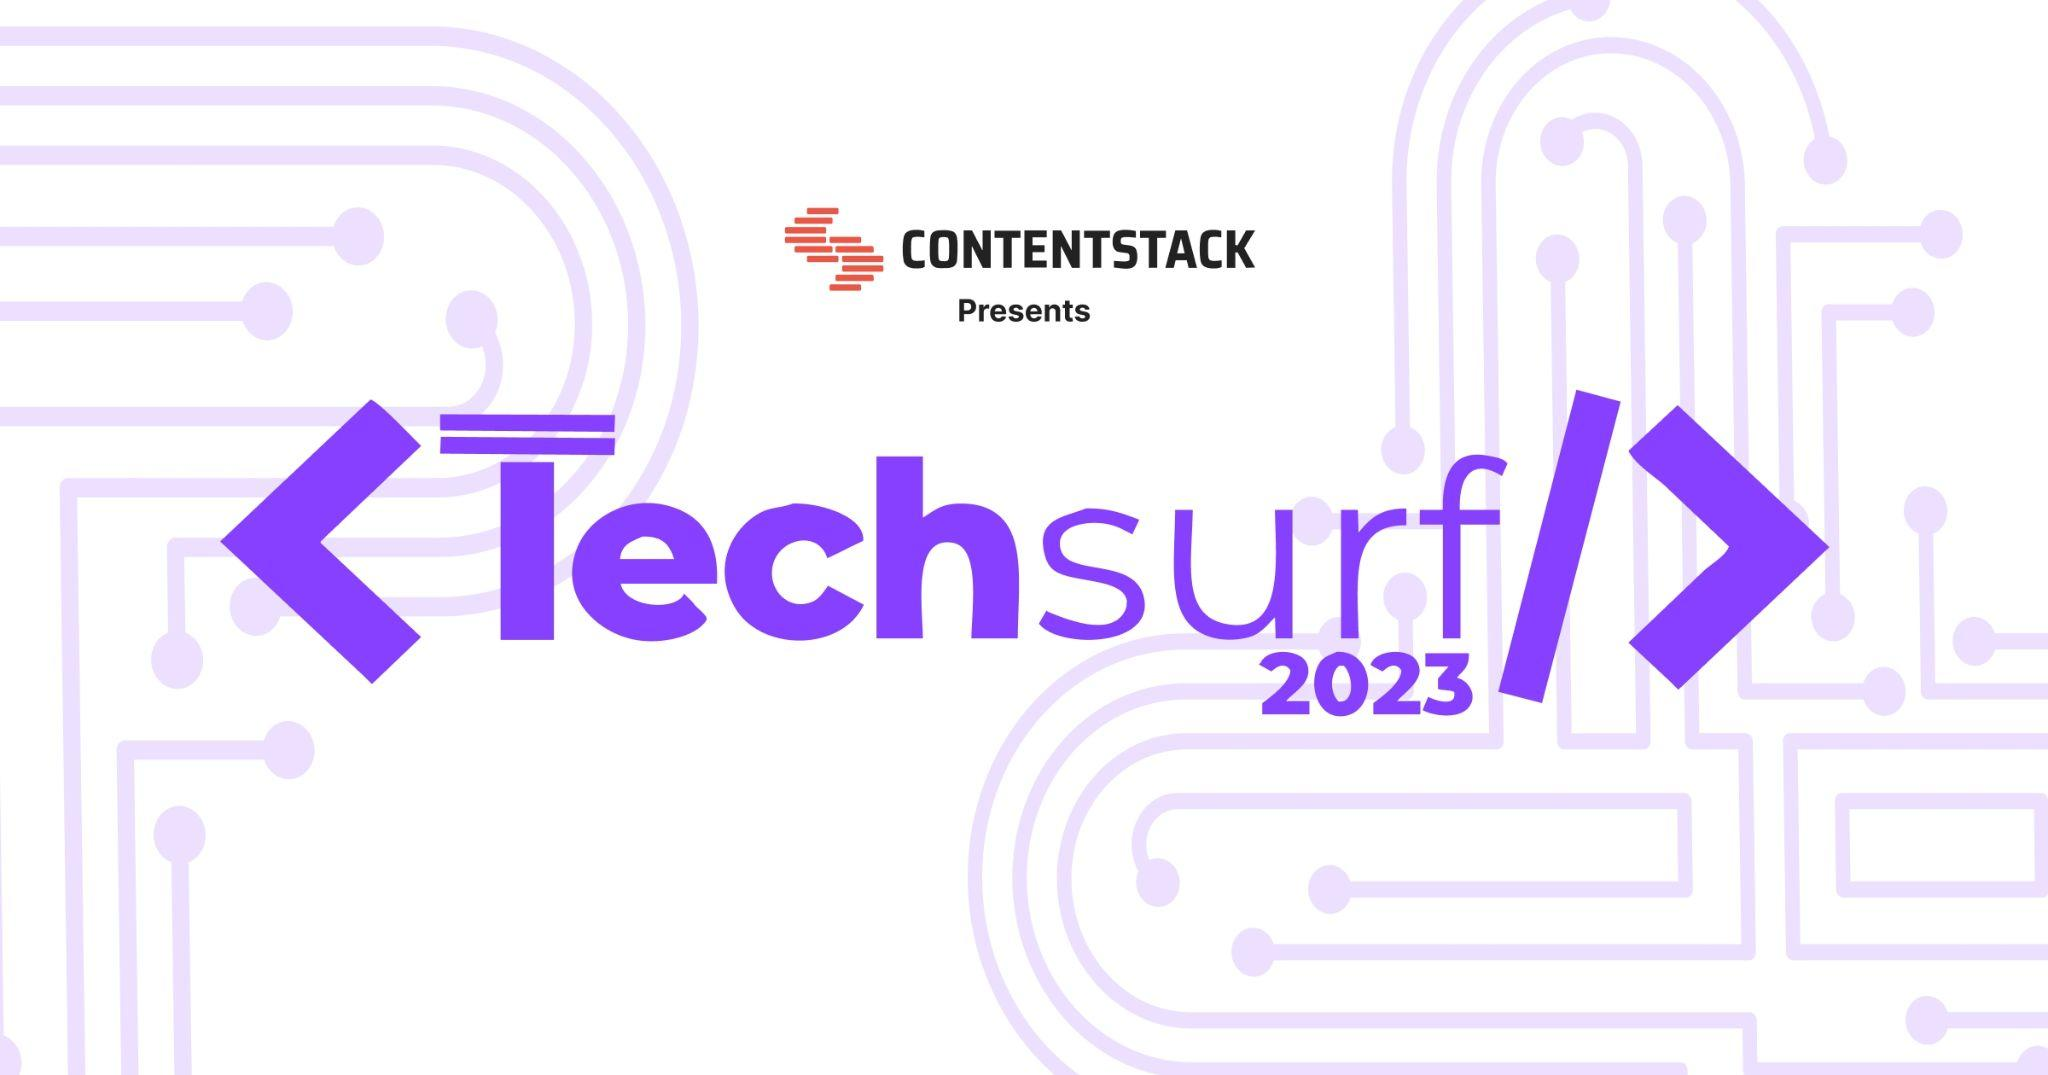 CONTENTSTACK
Presents
<Techsurf/>
2023